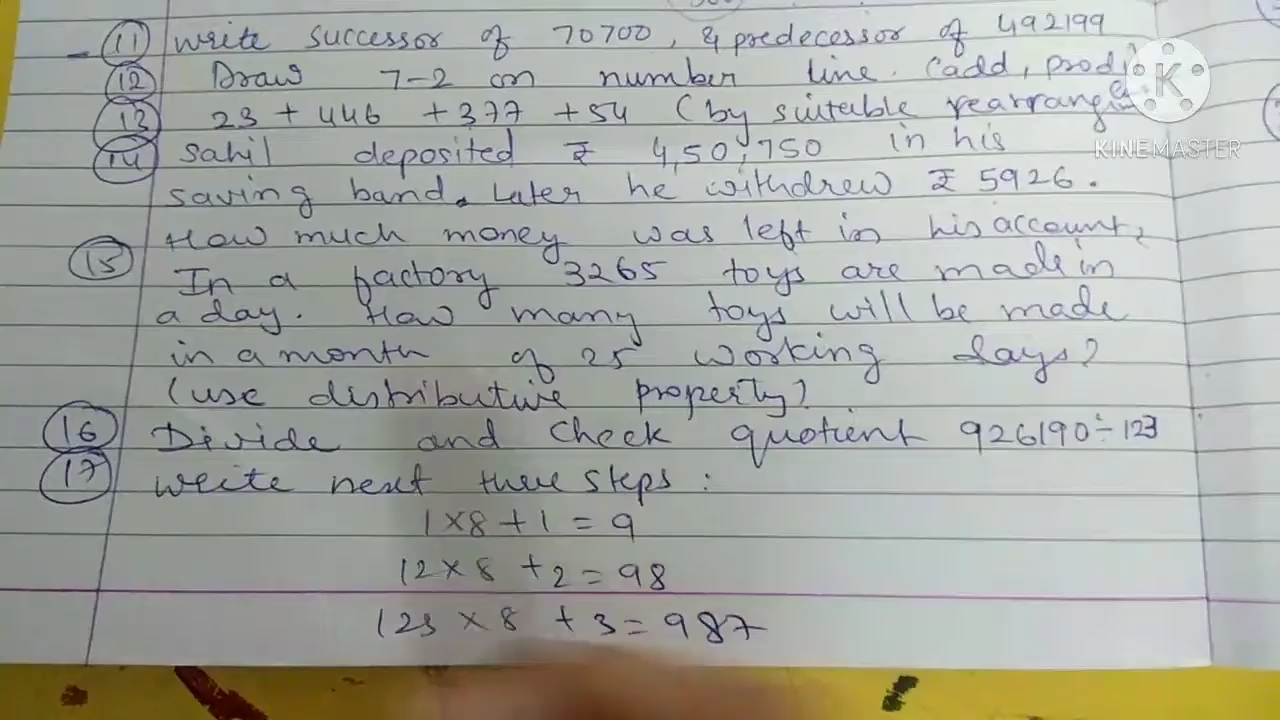 (11) Write successor of 70700, & predecessor of 492199
(12) Draw 7-2 on number line. (add, prod)
(13) 23 + 446 + 377 + 54 (by suitable rearrange
(14) Sahil deposited ₹ 4,50,750 in his
saving band. Later he withdrew ₹ 5926.
How much money was left in his account,
(15) In a factory 3265 toys are made in
a day. How many toys will be made
in a month of 25 working days?
(use distributive property)
(16) Divide and check quotient 926190÷123
(17) Write next three steps:
1×8+1=9
12×8+2=98
123×8+3=987
KINEMASTER